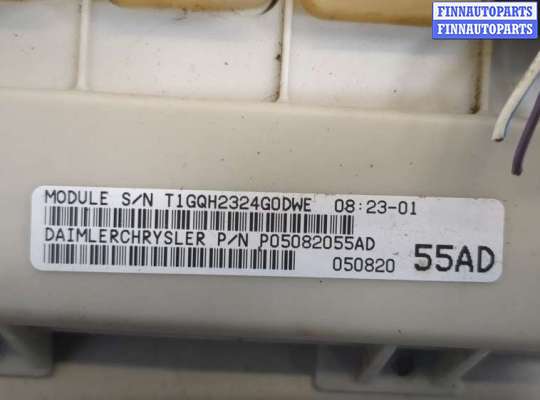 FINNAUTOPARTS
FINNAUTOPARTS
MODULE S/N T1GQH2324G0DWE 08:23-01
DAIMLERCHRYSLER P/N P05082055AD
050820 55AD